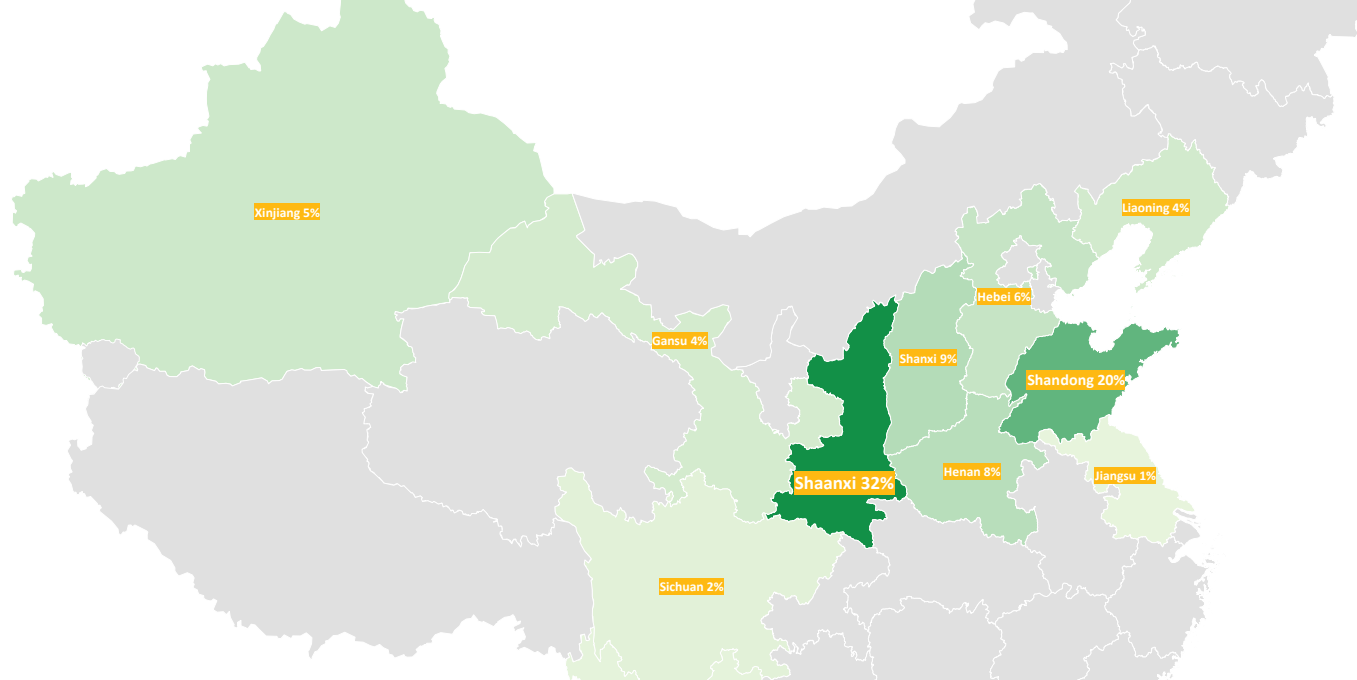 Xinjiang 5%
Liaoning 4%
Hebei 6%
Gansu 4%
Shanxi 9%
Shandong 20%
Henan 8%
Jiangsu 1%
Shaanxi 32%
Sichuan 2%